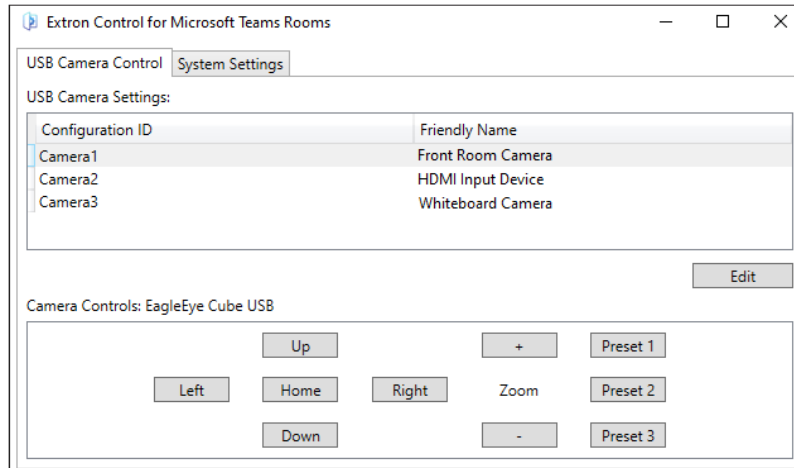 Extron Control for Microsoft Teams Rooms
USB Camera Control System Settings
USB Camera Settings:
Configuration ID Friendly Name
Camera1 Front Room Camera
Camera2 HDMI Input Device
Camera3 Whiteboard Camera
Edit
Camera Controls: EagleEye Cube USB
Up + Preset 1
Left Home Right Zoom Preset 2
Down - Preset 3